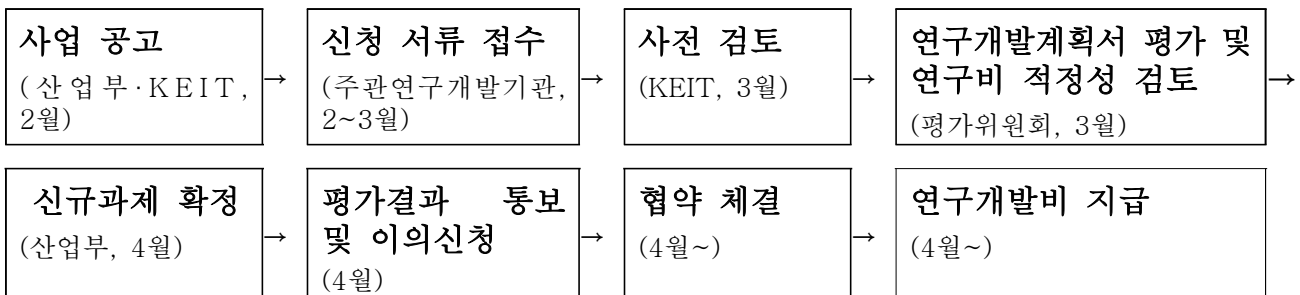 사업 공고
(산업부·KEIT,
2월)
→
신청 서류 접수
(주관연구개발기관,
2~3월)
→
사전 검토
(KEIT, 3월)
→
연구개발계획서 평가 및
연구비 적정성 검토
(평가위원회, 3월)
→
신규과제 확정
(산업부, 4월)
→
평가결과 통보
및 이의신청
(4월)
→
협약 체결
(4월~)
→
연구개발비 지급
(4월~)